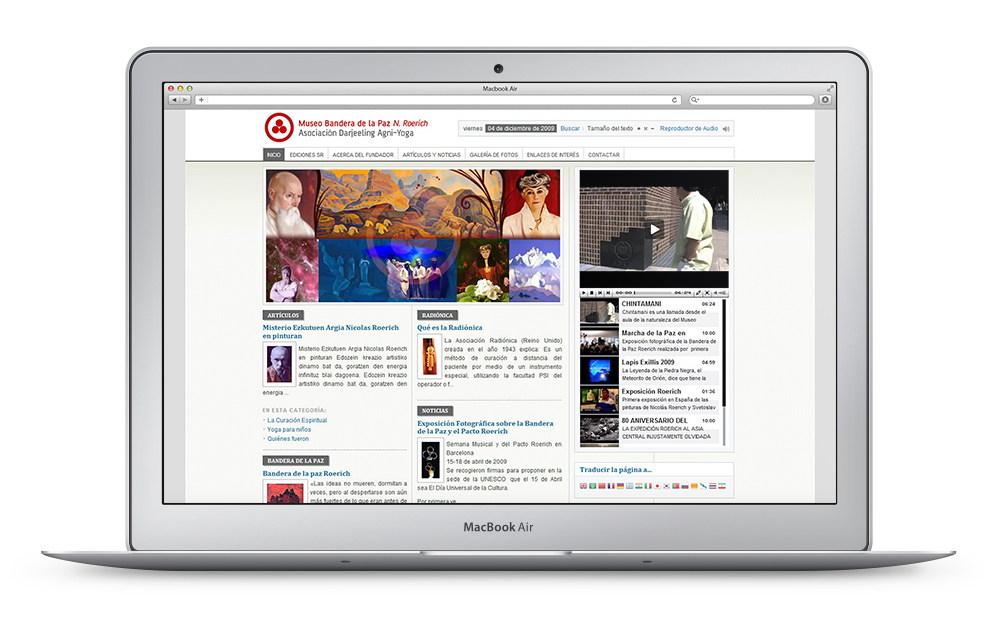 Macbook Air
Museo Bandera de la Paz N. Roerich
Asociación Darjeeling Agni-Yoga
viernes 04 de diciembre de 2009 Buscar Tamaño del texto + × − Reproductor de Audio
INICIO EDICIONES SR ACERCA DEL FUNDADOR ARTÍCULOS Y NOTICIAS GALERÍA DE FOTOS ENLACES DE INTERÉS CONTACTAR
ARTÍCULOS
Misterio Ezkutuen Argia Nicolas Roerich
en pinturan
Misterio Ezkutuen Argia Nicolas Roerich
en pinturan Edozein kreazio artistiko
dinamo bat da, goratzen den energia
infinituz blai dagoena. Edozein kreazio
artistiko dinamo bat da, goratzen den
energia ...
EN ESTA CATEGORÍA:
La Curación Espiritual
Yoga para niños
Quiénes fueron
BANDERA DE LA PAZ
Bandera de la paz Roerich
«Las ideas no mueren, dormitan a
veces, pero al despertarse son aún
más fuertes de lo que eran antes de
RADIÓNICA
Qué es la Radiónica
La Asociación Radiónica (Reino Unido)
creada en el año 1943 explica: Es un
método de curación a distancia del
paciente por medio de un instrumento
especial, utilizando la facultad PSI del
operador o f...
NOTICIAS
Exposición Fotográfica sobre la Bandera
de la Paz y el Pacto Roerich
Semana Musical y del Pacto Roerich en
Barcelona
15-18 de abril de 2009
Se recogieron firmas para proponer en la
sede de la UNESCO que el 15 de Abril
sea El Día Universal de la Cultura.
Por primera ve
CHINTAMANI 06:24
Chintamani es una llamada desde el
aula de la naturaleza del Museo
Marcha de la Paz en 10:00
Exposición fotográfica de la Bandera de
la Paz Roerich realizada por primera
Lapis Exillis 2009 04:59
La Leyenda de la Piedra Negra, el
Meteorito de Orión, dice que tiene la
Exposición Roerich 01:36
Primera exposición en España de las
pinturas de Nicolás Roerich y Svetoslav
80 ANIVERSARIO DEL 10:00
LA EXPEDICIÓN ROERICH AL ASIA
CENTRAL INJUSTAMENTE OLVIDADA
Traducir la página a...
MacBook Air